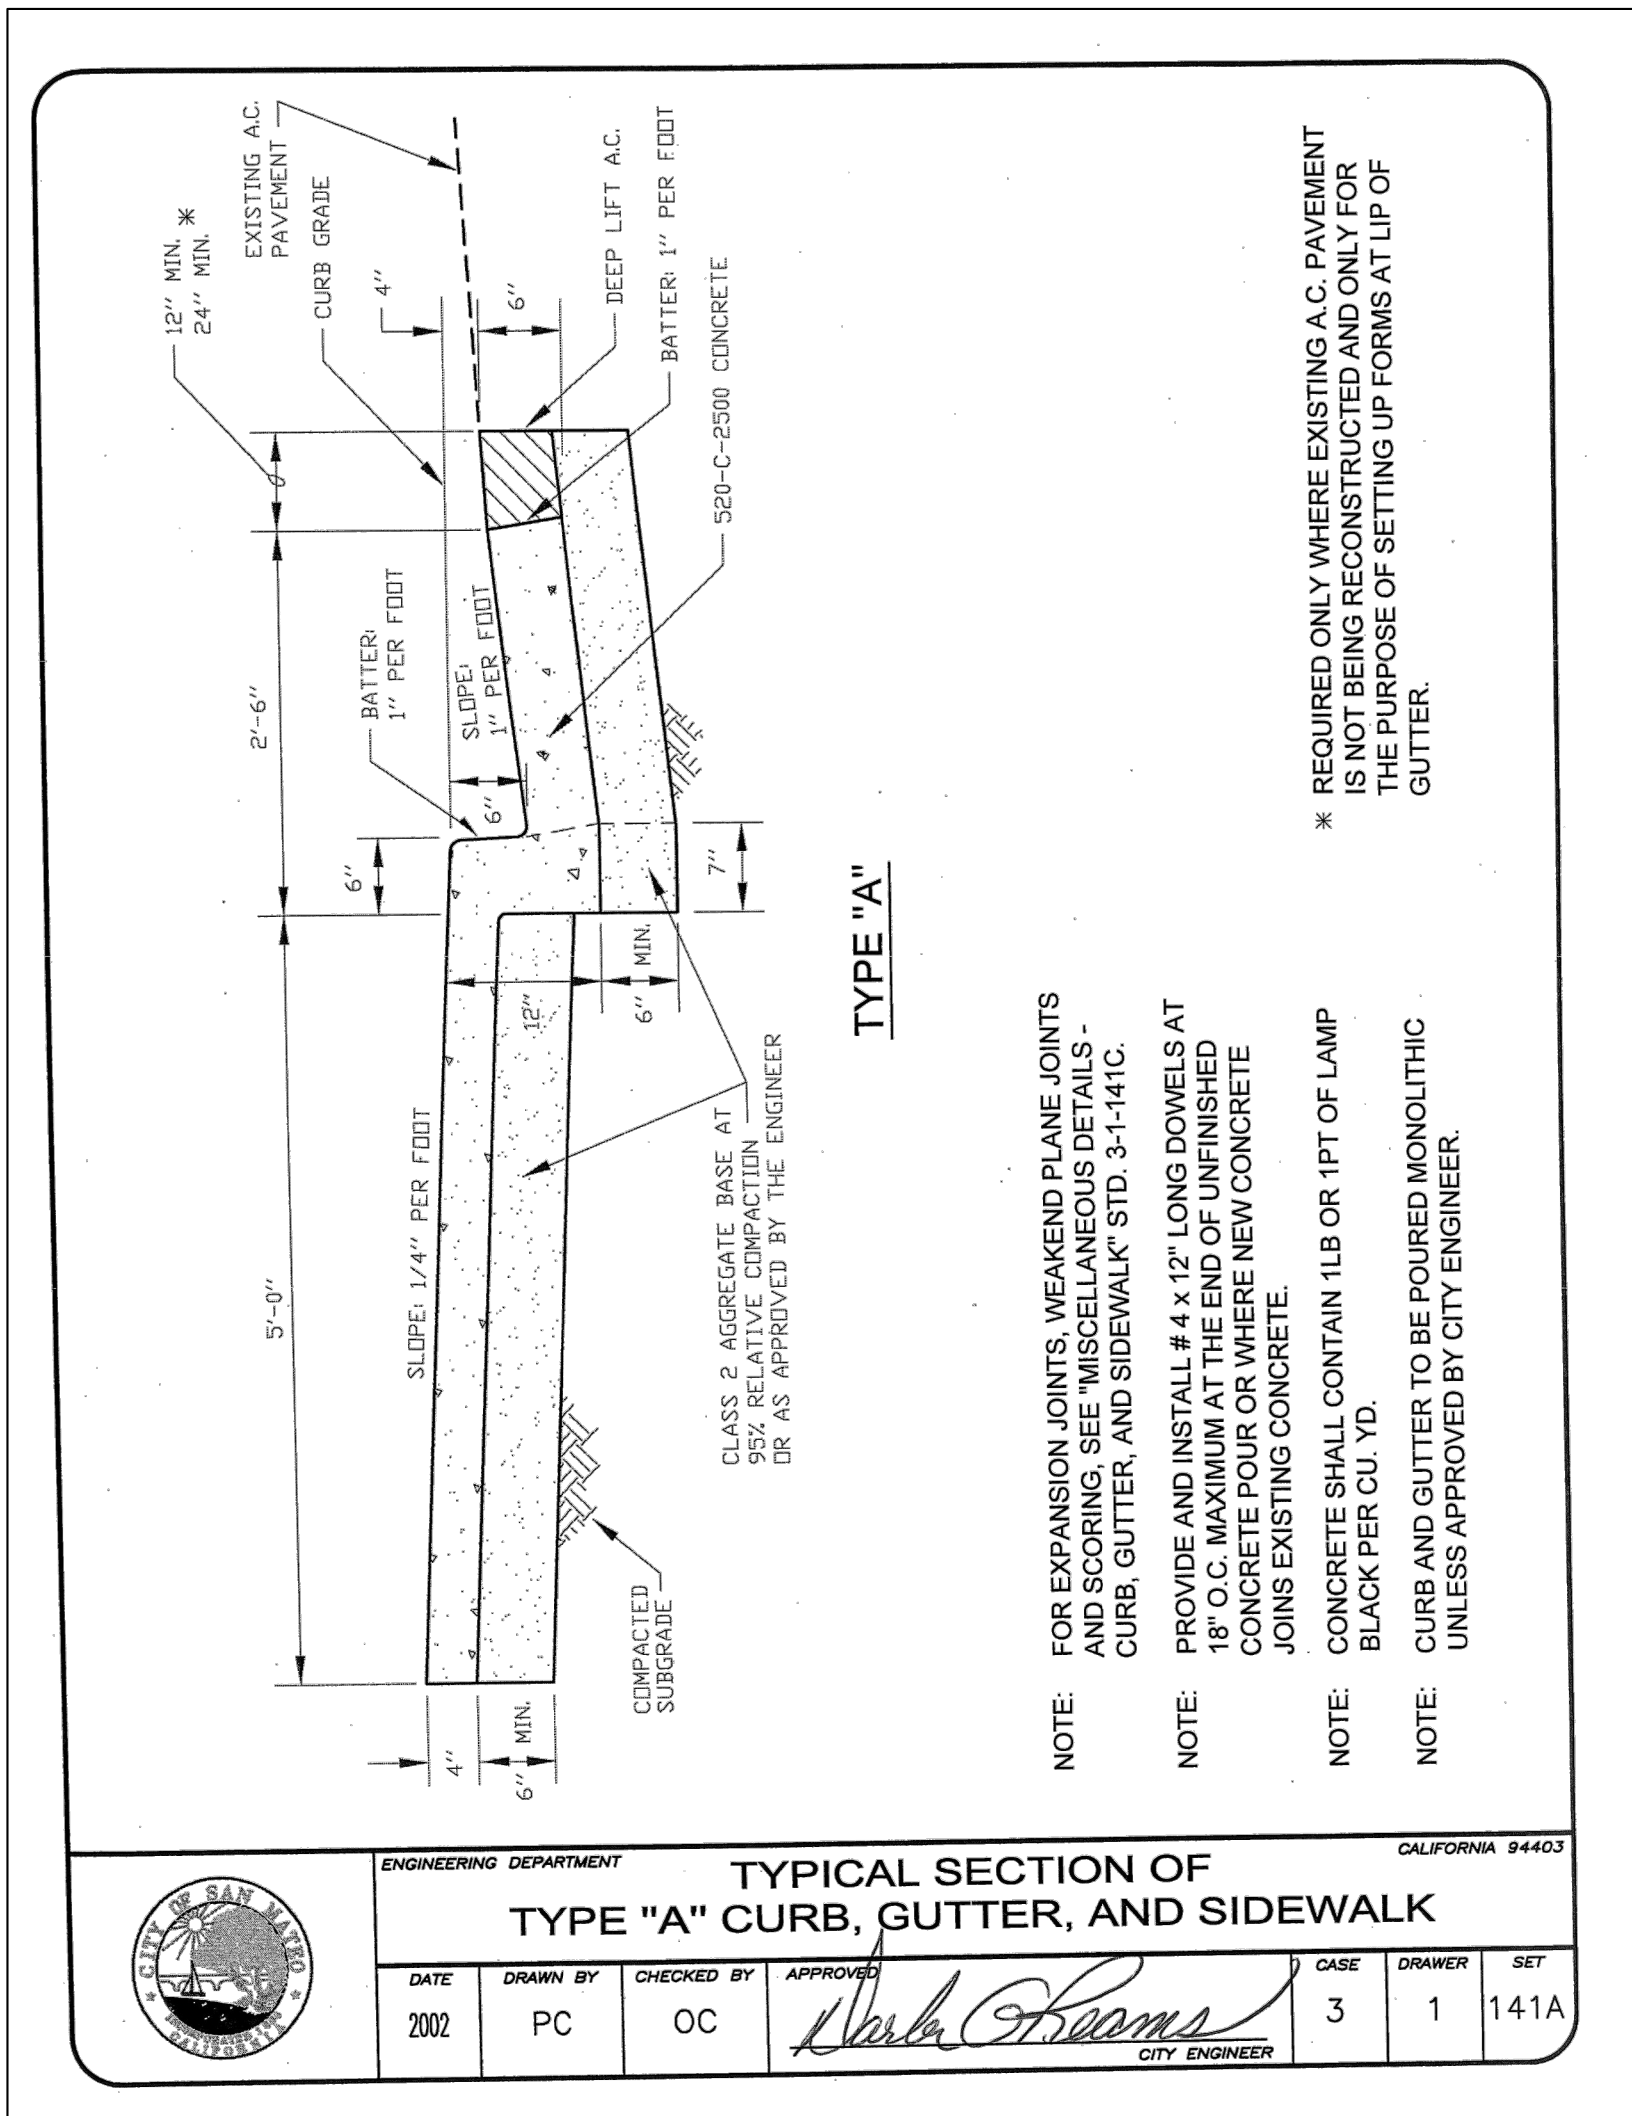 12" MIN.
24" MIN. *
EXISTING A.C.
PAVEMENT
CURB GRADE
4"
6"
DEEP LIFT A.C.
BATTER: 1" PER FOOT
520-C-2500 CONCRETE
2'-6"
BATTER:
1" PER FOOT
SLOPE:
1" PER FOOT
6"
6"
7"
5'-0"
SLOPE: 1/4" PER FOOT
12"
6" MIN.
CLASS 2 AGGREGATE BASE AT
95% RELATIVE COMPACTION
OR AS APPROVED BY THE ENGINEER
COMPACTED
SUBGRADE
4"
6" MIN.
TYPE "A"
NOTE: FOR EXPANSION JOINTS, WEAKEND PLANE JOINTS
AND SCORING, SEE "MISCELLANEOUS DETAILS -
CURB, GUTTER, AND SIDEWALK" STD. 3-1-141C.
NOTE: PROVIDE AND INSTALL # 4 x 12" LONG DOWELS AT
18" O.C. MAXIMUM AT THE END OF UNFINISHED
CONCRETE POUR OR WHERE NEW CONCRETE
JOINS EXISTING CONCRETE.
NOTE: CONCRETE SHALL CONTAIN 1LB OR 1PT OF LAMP
BLACK PER CU. YD.
NOTE: CURB AND GUTTER TO BE POURED MONOLITHIC
UNLESS APPROVED BY CITY ENGINEER.
* REQUIRED ONLY WHERE EXISTING A.C. PAVEMENT
IS NOT BEING RECONSTRUCTED AND ONLY FOR
THE PURPOSE OF SETTING UP FORMS AT LIP OF
GUTTER.
CITY OF SAN MATEO
CALIFORNIA
ENGINEERING DEPARTMENT
CALIFORNIA 94403
TYPICAL SECTION OF
TYPE "A" CURB, GUTTER, AND SIDEWALK
DATE
2002
DRAWN BY
PC
CHECKED BY
OC
APPROVED
CITY ENGINEER
CASE
3
DRAWER
1
SET
141A